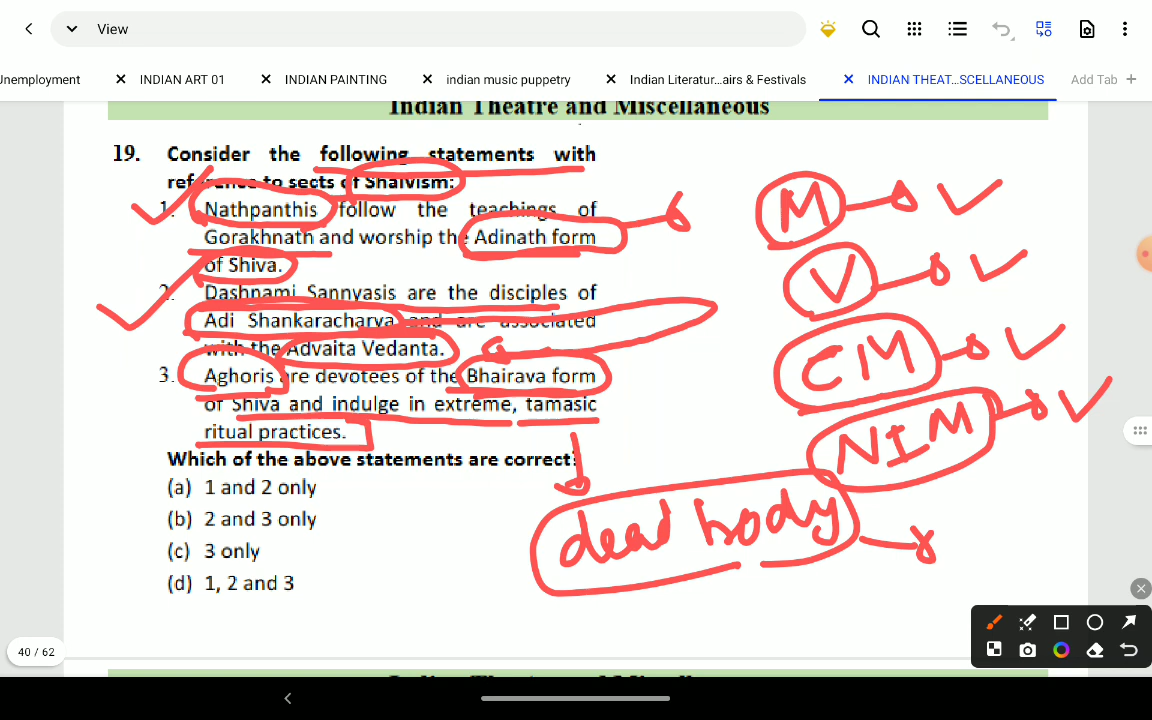 View
Unemployment
INDIAN ART 01
INDIAN PAINTING
indian music puppetry
Indian Literatur...airs & Festivals
INDIAN THEAT...SCELLANEOUS
Add Tab +
Indian Theatre and Miscellaneous
19. Consider the following statements with
reference to sects of Shaivism:
1. Nathpanthis follow the teachings of
Gorakhnath and worship the Adinath form
of Shiva.
2. Dashnami Sannyasis are the disciples of
Adi Shankaracharya and are associated
with the Advaita Vedanta.
3. Aghoris are devotees of the Bhairava form
of Shiva and indulge in extreme, tamasic
ritual practices.
Which of the above statements are correct?
(a) 1 and 2 only
(b) 2 and 3 only
(c) 3 only
(d) 1, 2 and 3
M
V
CIM
NIM
dead body
40 / 62